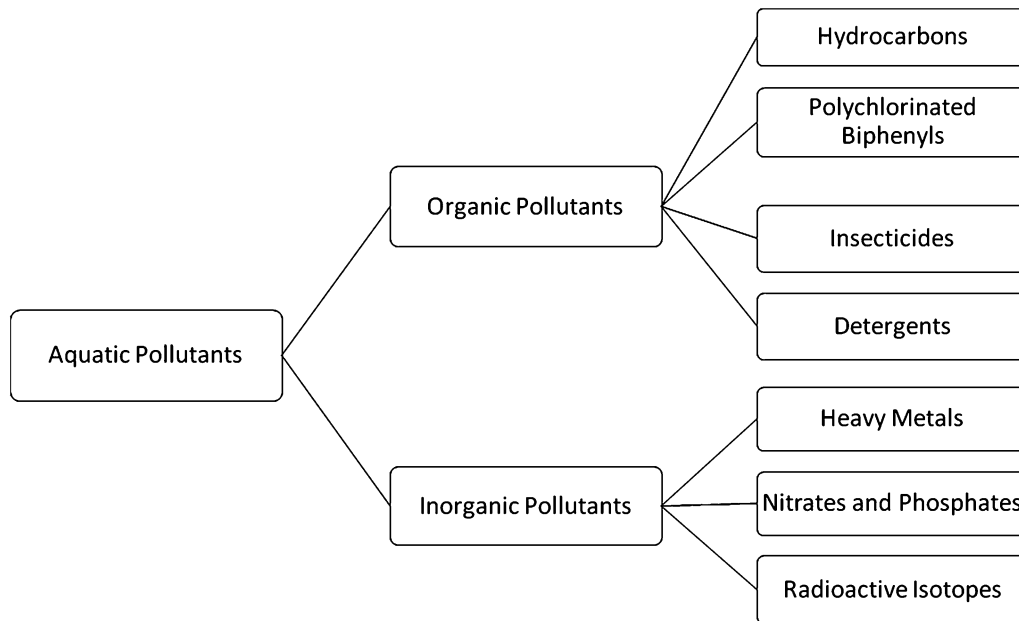 Hydrocarbons
Polychlorinated
Biphenyls
Organic Pollutants
Insecticides
Detergents
Aquatic Pollutants
Heavy Metals
Inorganic Pollutants
Nitrates and Phosphates
Radioactive Isotopes